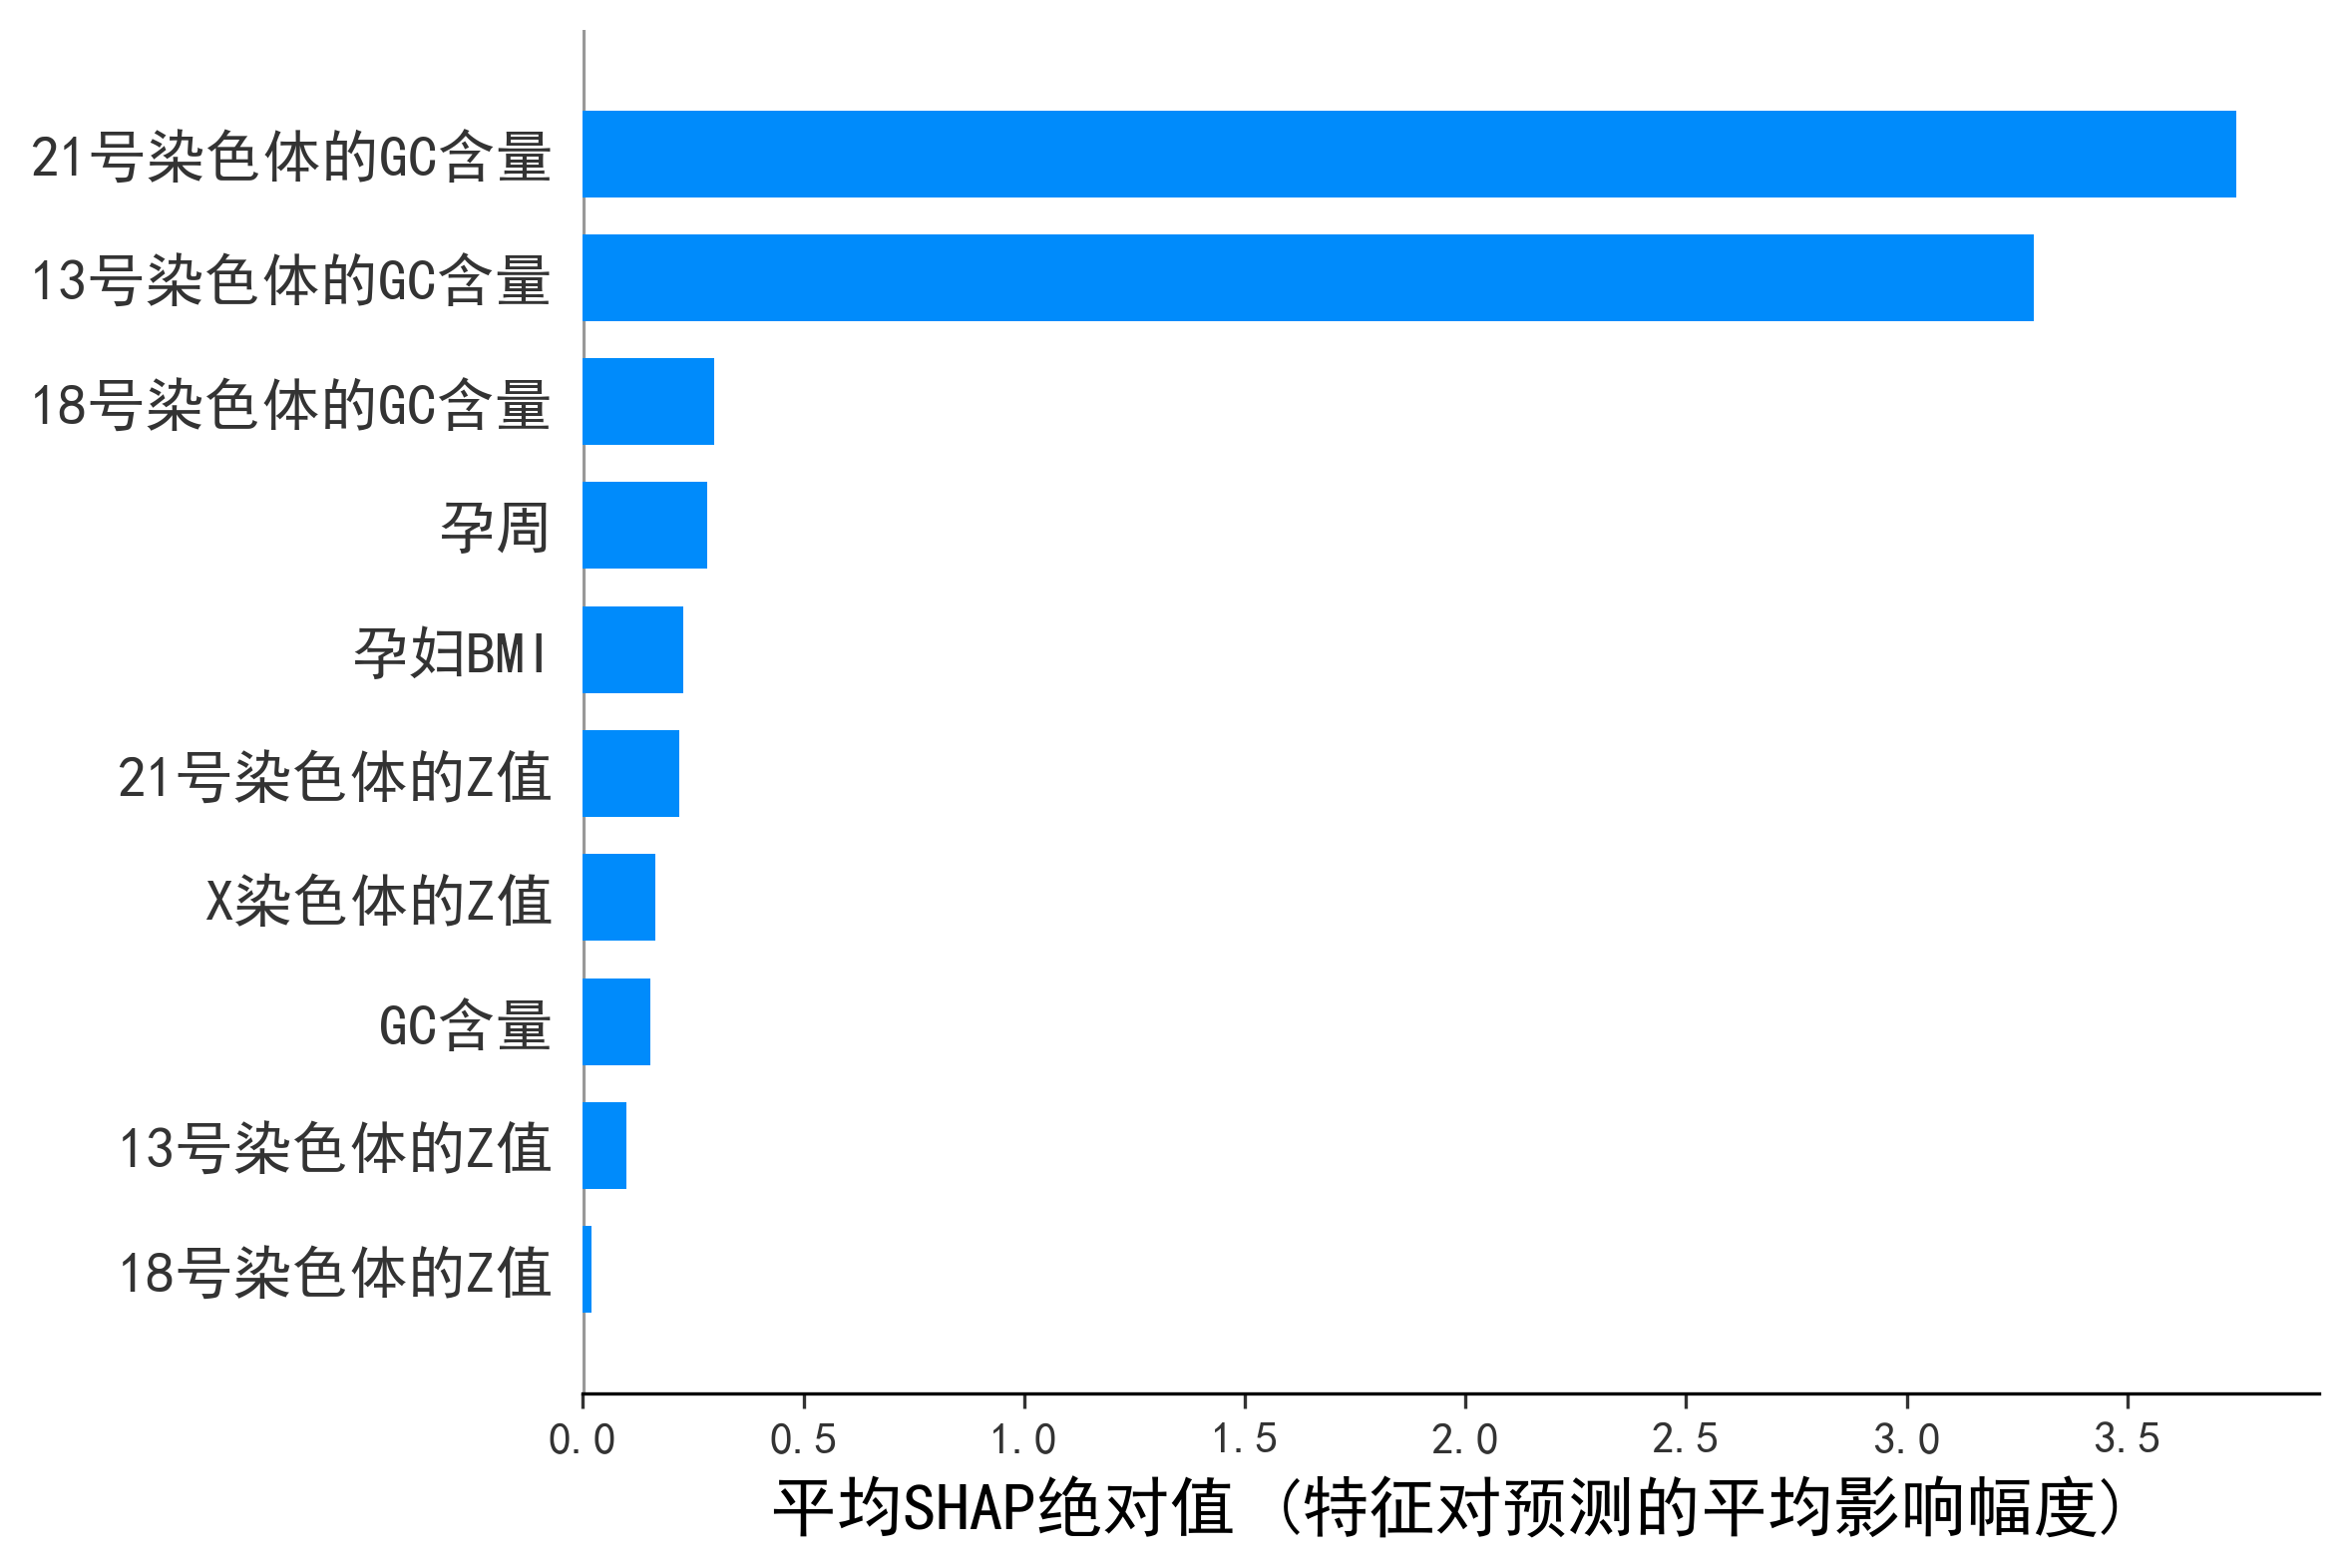 21号染色体的GC含量
13号染色体的GC含量
18号染色体的GC含量
孕周
孕妇BMI
21号染色体的Z值
X染色体的Z值
GC含量
13号染色体的Z值
18号染色体的Z值
0.0 0.5 1.0 1.5 2.0 2.5 3.0 3.5
平均SHAP绝对值（特征对预测的平均影响幅度）